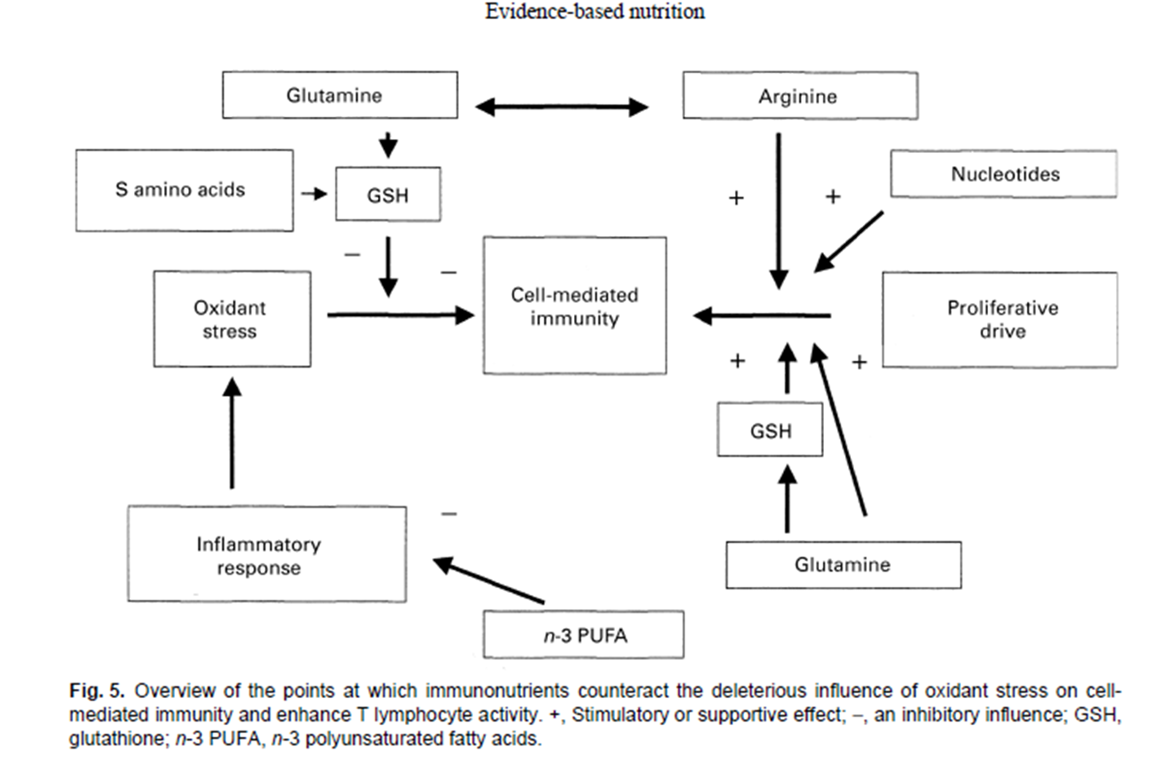 Evidence-based nutrition
Glutamine
Arginine
S amino acids
GSH
Nucleotides
+
+
–
–
Oxidant
stress
Cell-mediated
immunity
Proliferative
drive
+
+
GSH
Inflammatory
response
–
Glutamine
n-3 PUFA
Fig. 5. Overview of the points at which immunonutrients counteract the deleterious influence of oxidant stress on cell-
mediated immunity and enhance T lymphocyte activity. +, Stimulatory or supportive effect; –, an inhibitory influence; GSH,
glutathione; n-3 PUFA, n-3 polyunsaturated fatty acids.